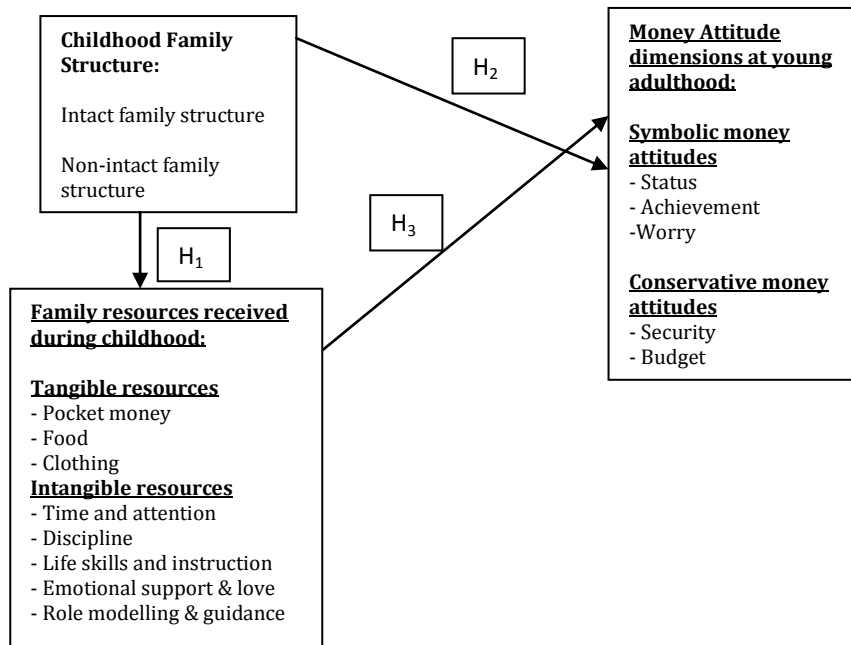 Childhood Family
Structure:
Intact family structure
Non-intact family
structure
H₂
Money Attitude
dimensions at young
adulthood:
Symbolic money
attitudes
- Status
- Achievement
-Worry
Conservative money
attitudes
- Security
- Budget
H₃
H₁
Family resources received
during childhood:
Tangible resources
- Pocket money
- Food
- Clothing
Intangible resources
- Time and attention
- Discipline
- Life skills and instruction
- Emotional support & love
- Role modelling & guidance